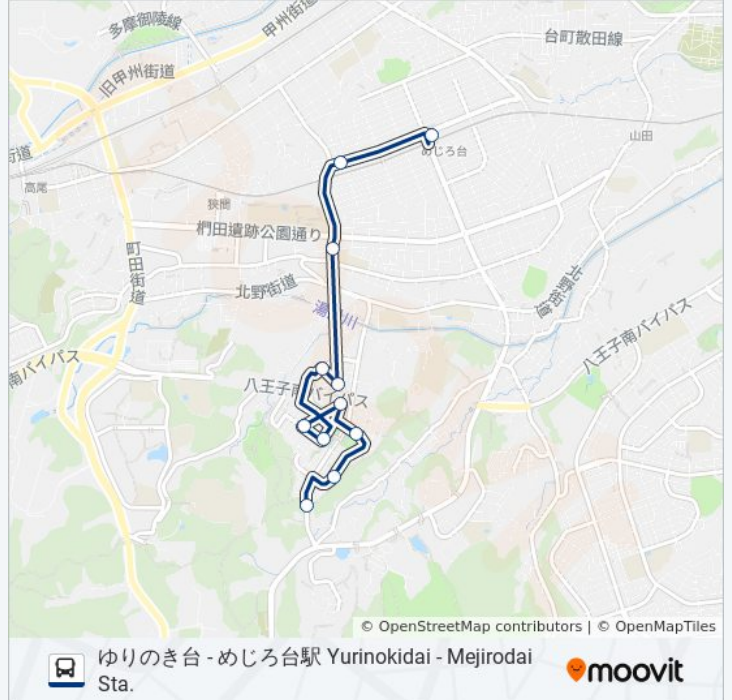 多摩御陵線
甲州街道
台町散田線
旧甲州街道
山田
街道
めじろ台
高尾
狭間
椚田遺跡公園通り
町田街道
北野街道
北野街道
湯
川
八王子南バイパス
南バイパス
八王子南バイパス
© OpenStreetMap contributors | © OpenMapTiles
ゆりのき台 - めじろ台駅 Yurinokidai - Mejirodai
Sta.
moovit